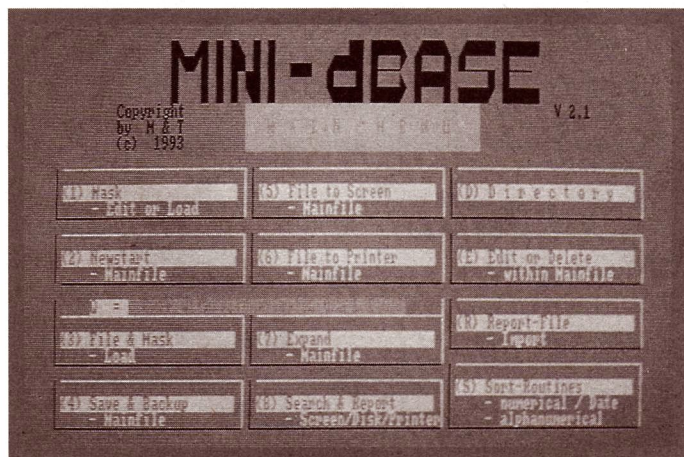 MINI-dBASE
Copyright
by M & T
(c) 1993
V 2.1
MAIN-MENU
(1) Mask
- Edit or Load
(2) Newstart
- Mainfile
(3) File & Mask
- Load
(4) Save & Backup
- Mainfile
(5) File to Screen
- Mainfile
(6) File to Printer
- Mainfile
(7) Expand
- Mainfile
(8) Search & Report
- Screen/Disk/Printer
(D) Directory
(E) Edit or Delete
- within Mainfile
(R) Report-File
- Import
(S) Sort-Routines
- numerical / Date
- alphanumerical